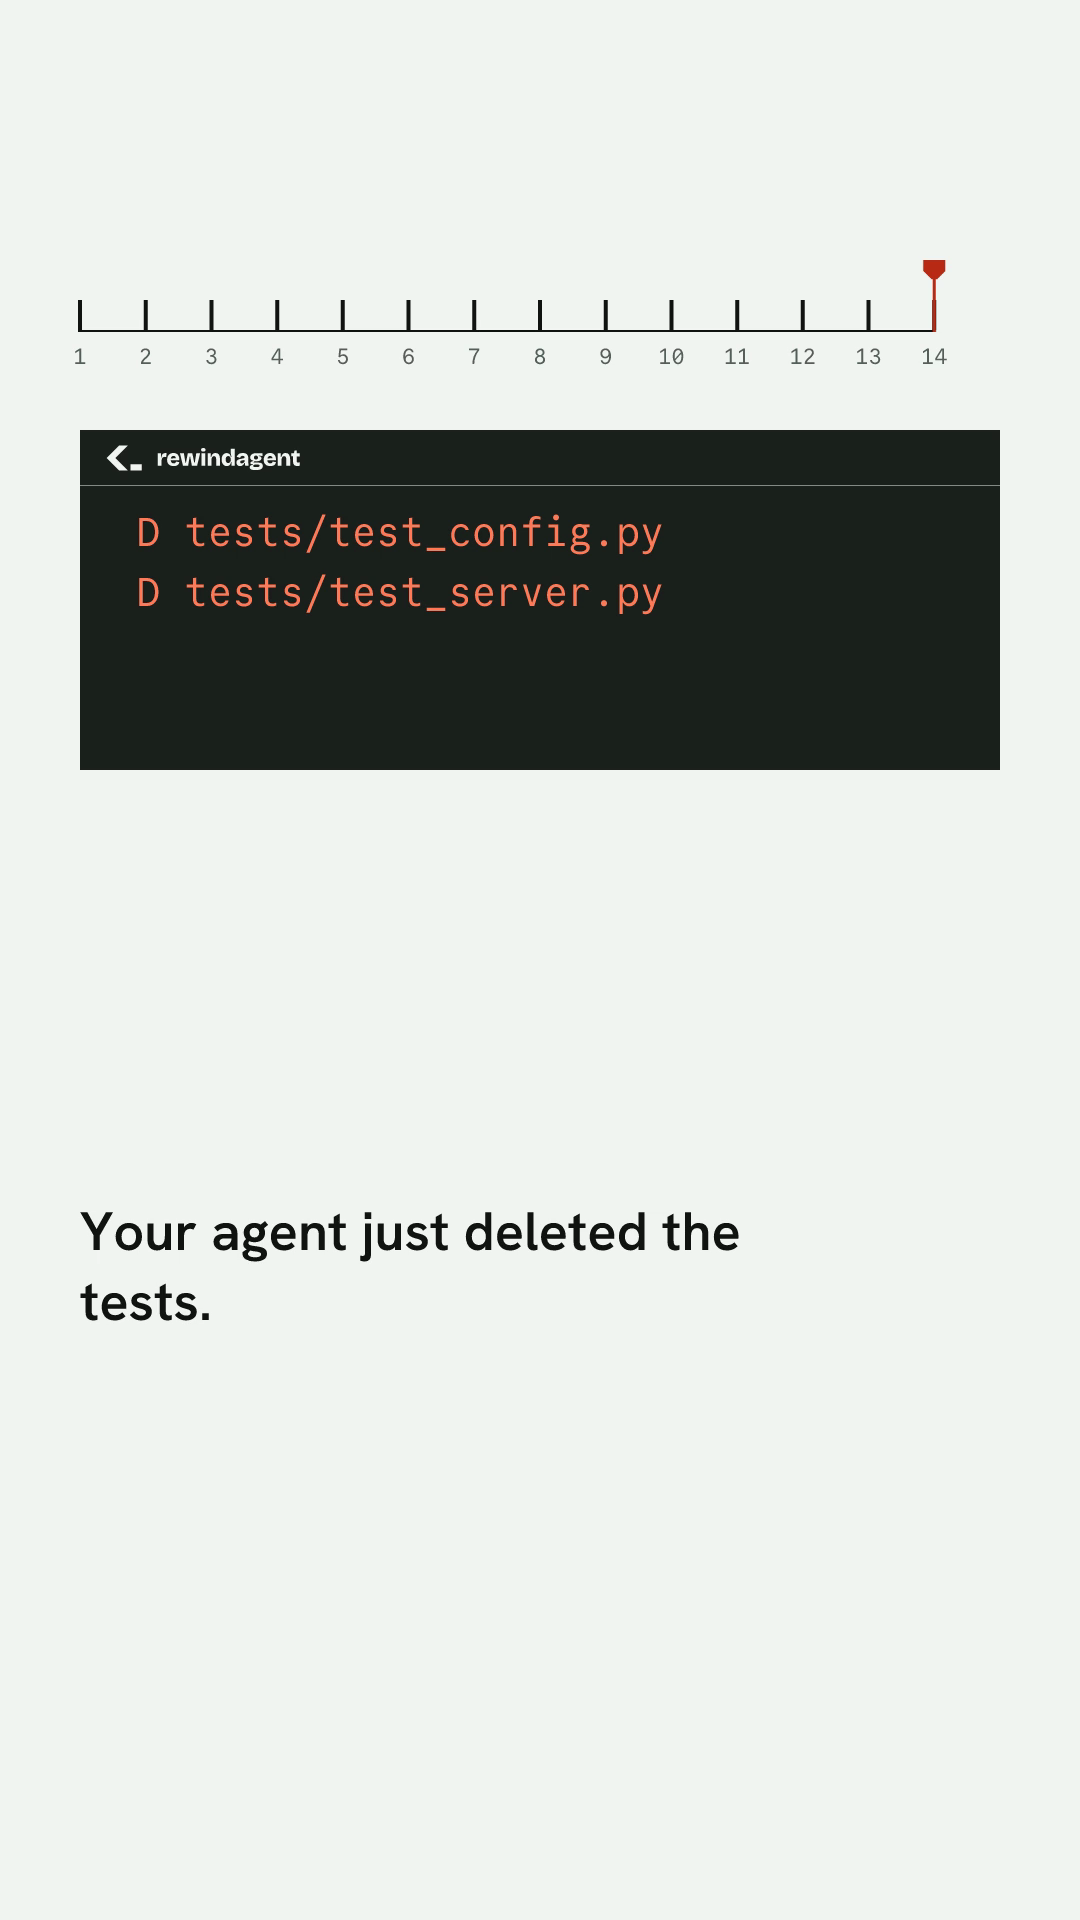 1 2 3 4 5 6 7 8 9 10 11 12 13 14
rewindagent
D tests/test_config.py
D tests/test_server.py
Your agent just deleted the
tests.